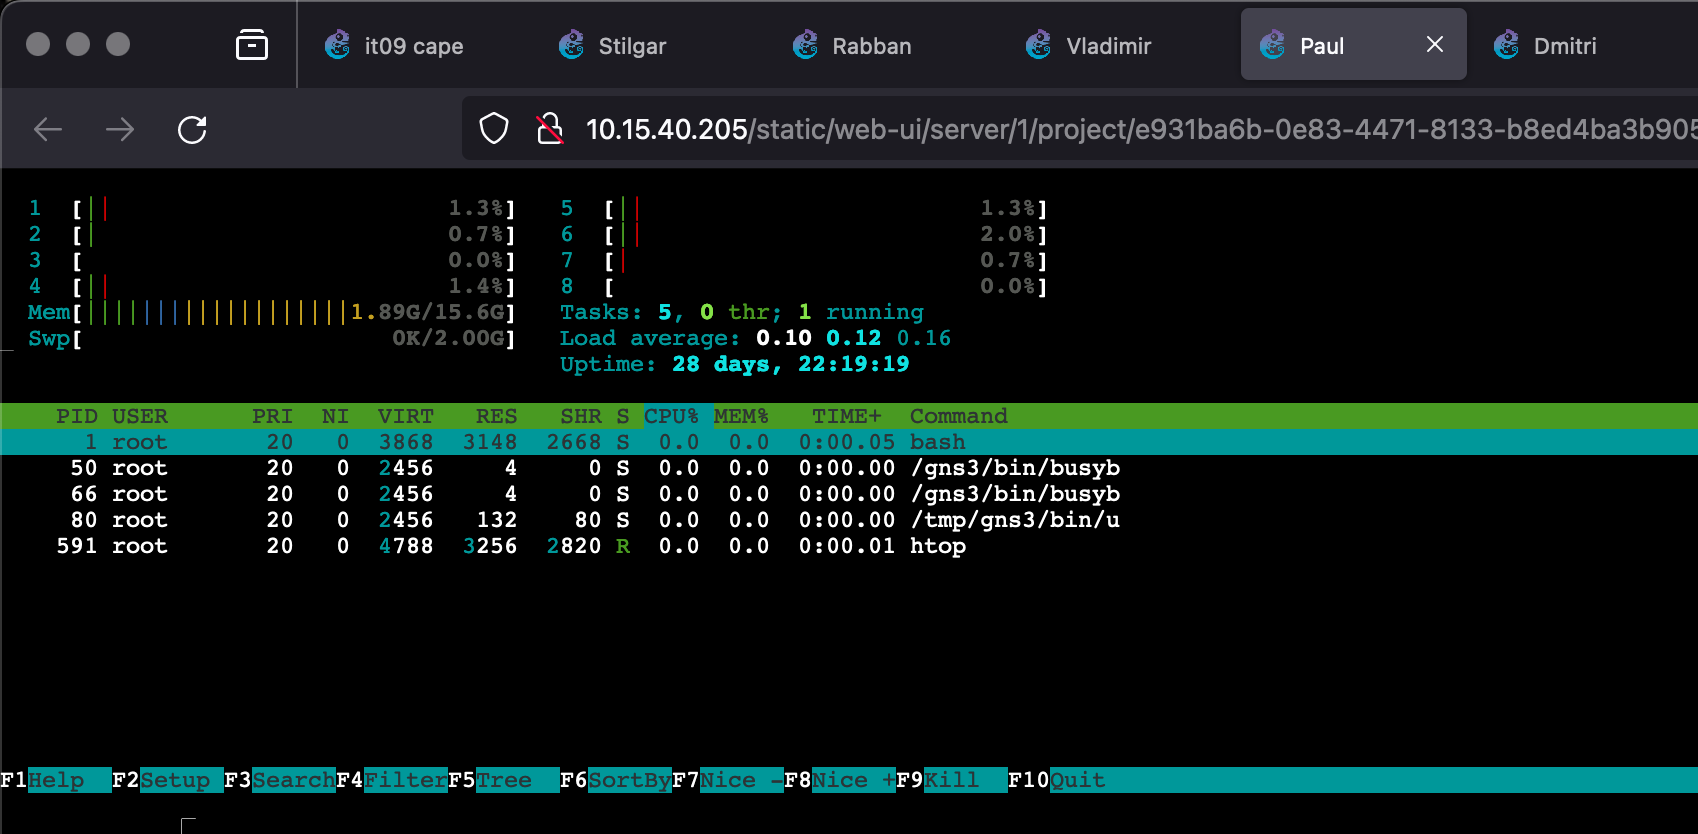 it09 cape Stilgar Rabban Vladimir Paul Dmitri
10.15.40.205/static/web-ui/server/1/project/e931ba6b-0e83-4471-8133-b8ed4ba3b905
1 [|| 1.3%] 5 [|| 1.3%]
2 [| 0.7%] 6 [|| 2.0%]
3 [ 0.0%] 7 [| 0.7%]
4 [|| 1.4%] 8 [ 0.0%]
Mem[|||||||||||||||||||1.89G/15.6G] Tasks: 5, 0 thr; 1 running
Swp[ 0K/2.00G] Load average: 0.10 0.12 0.16
Uptime: 28 days, 22:19:19
PID USER PRI NI VIRT RES SHR S CPU% MEM% TIME+ Command
1 root 20 0 3868 3148 2668 S 0.0 0.0 0:00.05 bash
50 root 20 0 2456 4 0 S 0.0 0.0 0:00.00 /gns3/bin/busyb
66 root 20 0 2456 4 0 S 0.0 0.0 0:00.00 /gns3/bin/busyb
80 root 20 0 2456 132 80 S 0.0 0.0 0:00.00 /tmp/gns3/bin/u
591 root 20 0 4788 3256 2820 R 0.0 0.0 0:00.01 htop
F1Help F2Setup F3SearchF4FilterF5Tree F6SortByF7Nice -F8Nice +F9Kill F10Quit